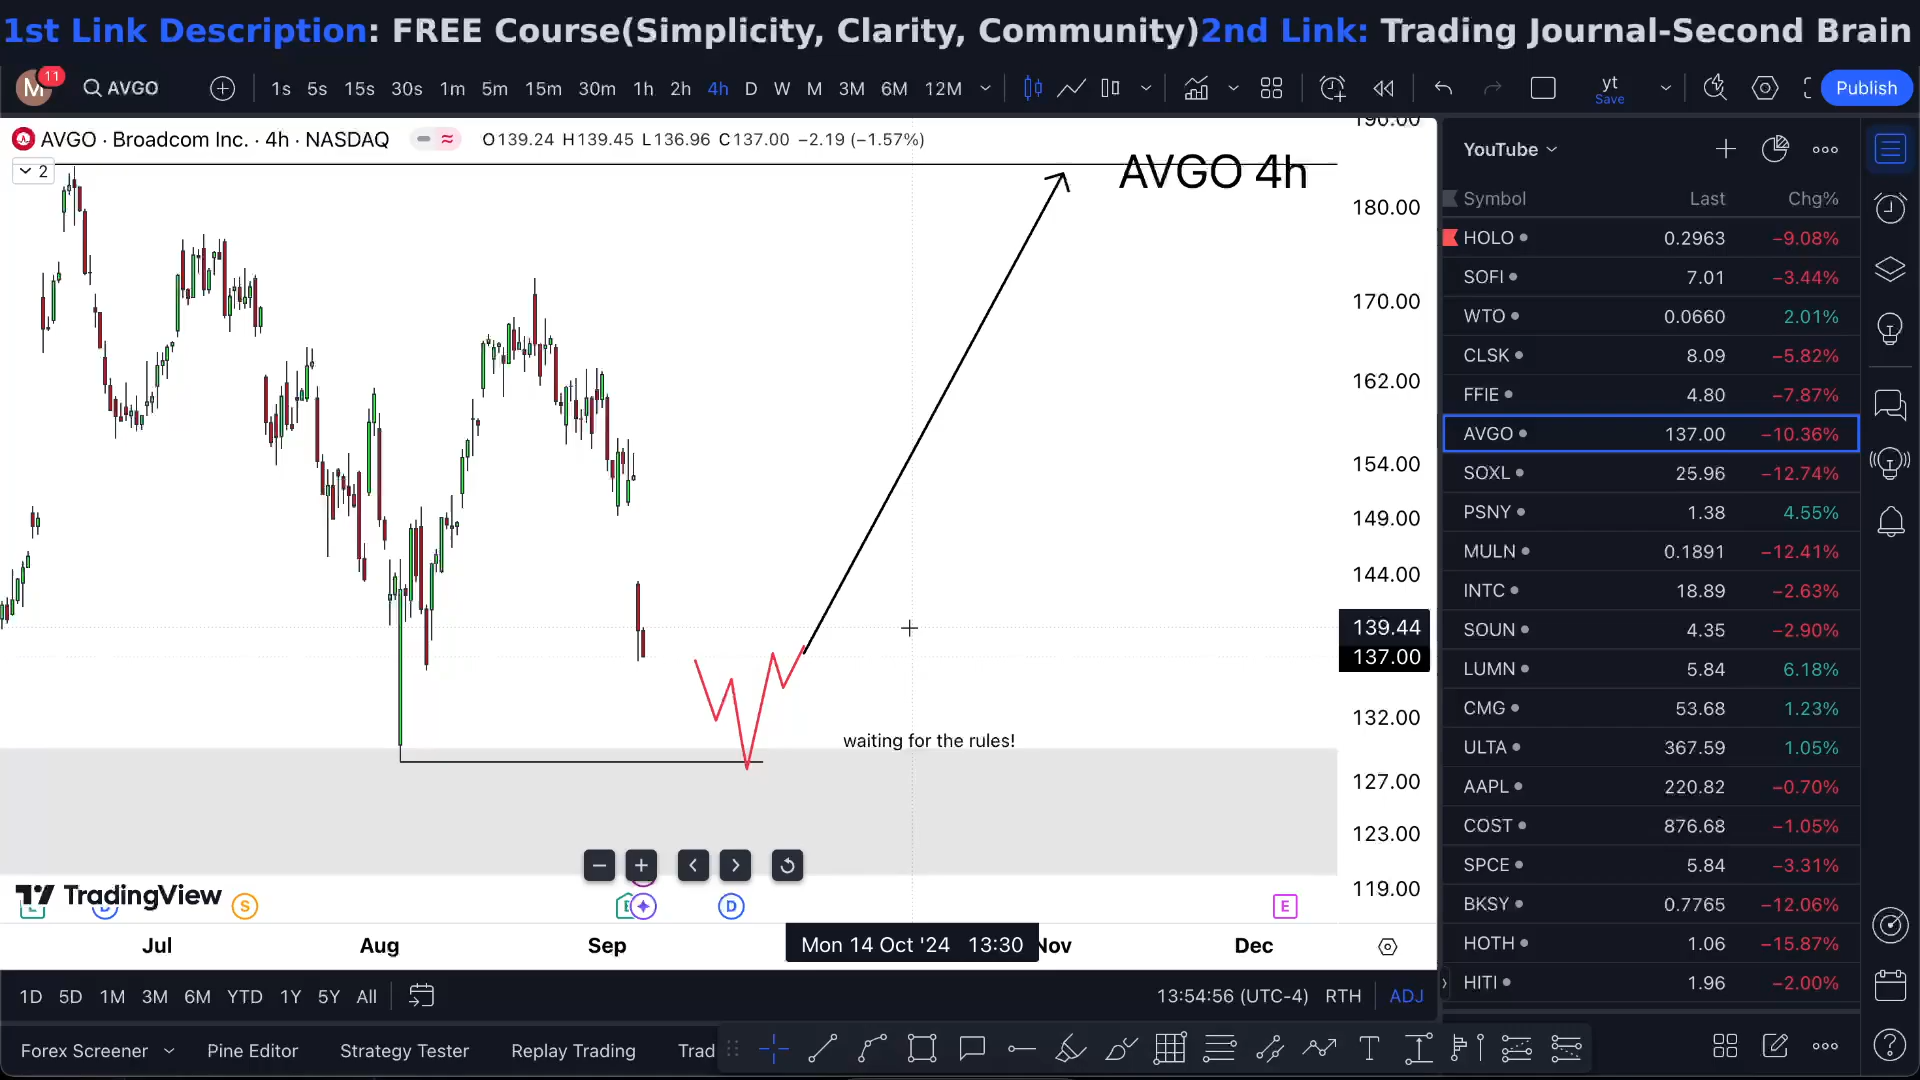 1st Link Description: FREE Course(Simplicity, Clarity, Community)2nd Link: Trading Journal-Second Brain
M 11 AVGO 1s 5s 15s 30s 1m 5m 15m 30m 1h 2h 4h D W M 3M 6M 12M yt Save Publish
AVGO · Broadcom Inc. · 4h · NASDAQ O139.24 H139.45 L136.96 C137.00 −2.19 (−1.57%)
2
AVGO 4h
190.00
180.00
170.00
162.00
154.00
149.00
144.00
139.44
137.00
132.00
127.00
123.00
119.00
waiting for the rules!
TradingView
S E D E
Jul Aug Sep Mon 14 Oct '24 13:30 Nov Dec
1D 5D 1M 3M 6M YTD 1Y 5Y All 13:54:56 (UTC-4) RTH ADJ
Forex Screener Pine Editor Strategy Tester Replay Trading Trad
YouTube
Symbol Last Chg%
HOLO 0.2963 −9.08%
SOFI 7.01 −3.44%
WTO 0.0660 2.01%
CLSK 8.09 −5.82%
FFIE 4.80 −7.87%
AVGO 137.00 −10.36%
SOXL 25.96 −12.74%
PSNY 1.38 4.55%
MULN 0.1891 −12.41%
INTC 18.89 −2.63%
SOUN 4.35 −2.90%
LUMN 5.84 6.18%
CMG 53.68 1.23%
ULTA 367.59 1.05%
AAPL 220.82 −0.70%
COST 876.68 −1.05%
SPCE 5.84 −3.31%
BKSY 0.7765 −12.06%
HOTH 1.06 −15.87%
HITI 1.96 −2.00%